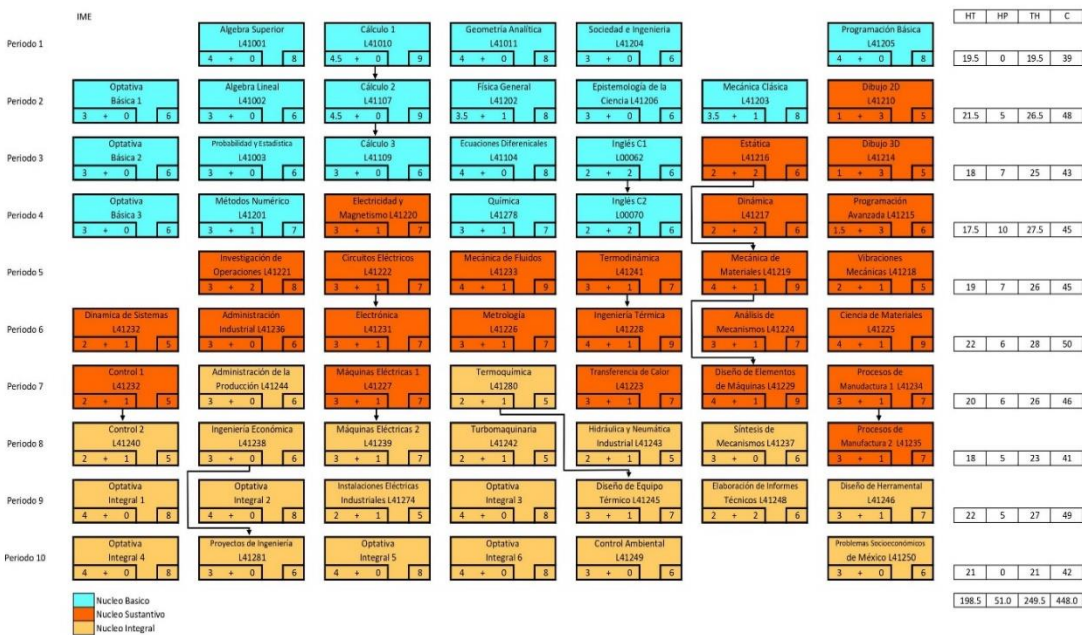 IME
HT HP TH C
Periodo 1
Algebra Superior
L41001
4 + 0 8
Cálculo 1
L41010
4.5 + 0 9
Geometría Analítica
L41011
4 + 0 8
Sociedad e Ingenieria
L41204
3 + 0 6
Programación Básica
L41205
4 + 0 8
19.5 0 19.5 39
Periodo 2
Optativa
Básica 1
3 + 0 6
Algebra Lineal
L41002
3 + 0 6
Cálculo 2
L41107
4.5 + 0 9
Física General
L41202
3.5 + 1 8
Epistemología de la
Ciencia L41206
3 + 0 6
Mecánica Clásica
L41203
3.5 + 1 8
Dibujo 2D
L41210
1 + 3 5
21.5 5 26.5 48
Periodo 3
Optativa
Básica 2
3 + 0 6
Probabilidad y Estadística
L41003
3 + 0 6
Cálculo 3
L41109
3 + 0 6
Ecuaciones Diferenicales
L41104
4 + 0 8
Inglés C1
L00062
2 + 2 6
Estática
L41216
2 + 2 6
Dibujo 3D
L41214
1 + 3 5
18 7 25 43
Periodo 4
Optativa
Básica 3
3 + 0 6
Métodos Numérico
L41201
3 + 1 7
Electricidad y
Magnetismo L41220
3 + 1 7
Química
L41278
3 + 1 7
Inglés C2
L00070
2 + 2 6
Dinámica
L41217
2 + 2 6
Programación
Avanzada L41215
1.5 + 3 6
17.5 10 27.5 45
Periodo 5
Investigación de
Operaciones L41221
3 + 2 8
Circuitos Eléctricos
L41222
3 + 1 7
Mecánica de Fluidos
L41233
4 + 1 9
Termodinámica
L41241
3 + 1 7
Mecánica de
Materiales L41219
4 + 1 9
Vibraciones
Mecánicas L41218
2 + 1 5
19 7 26 45
Periodo 6
Dinamica de Sistemas
L41232
2 + 1 5
Administración
Industrial L41236
3 + 0 6
Electrónica
L41231
3 + 1 7
Metrología
L41226
3 + 1 7
Ingeniería Térmica
L41228
4 + 1 9
Análisis de
Mecanismos L41224
3 + 1 7
Ciencia de Materiales
L41225
4 + 1 9
22 6 28 50
Periodo 7
Control 1
L41232
2 + 1 5
Administración de la
Producción L41244
3 + 0 6
Máquinas Eléctricas 1
L41227
3 + 1 7
Termoquímica
L41280
2 + 1 5
Transferencia de Calor
L41223
3 + 1 7
Diseño de Elementos
de Máquinas L41229
4 + 1 9
Procesos de
Manudactura 1 L41234
3 + 1 7
20 6 26 46
Periodo 8
Control 2
L41240
2 + 1 5
Ingeniería Económica
L41238
3 + 0 6
Máquinas Eléctricas 2
L41239
3 + 1 7
Turbomaquinaria
L41242
2 + 1 5
Hidráulica y Neumática
Industrial L41243
2 + 1 5
Síntesis de
Mecanismos L41237
3 + 0 6
Procesos de
Manufactura 2 L41235
3 + 1 7
18 5 23 41
Periodo 9
Optativa
Integral 1
4 + 0 8
Optativa
Integral 2
4 + 0 8
Instalaciones Eléctricas
Industriales L41274
2 + 1 5
Optativa
Integral 3
4 + 0 8
Diseño de Equipo
Térmico L41245
3 + 1 7
Elaboración de Informes
Técnicos L41248
2 + 2 6
Diseño de Herramental
L41246
3 + 1 7
22 5 27 49
Periodo 10
Optativa
Integral 4
4 + 0 8
Proyectos de Ingeniería
L41281
3 + 0 6
Optativa
Integral 5
4 + 0 8
Optativa
Integral 6
4 + 0 8
Control Ambiental
L41249
3 + 0 6
Problemas Socioeconómicos
de México L41250
3 + 0 6
21 0 21 42
Nucleo Basico
Nucleo Sustantivo
Nucleo Integral
198.5 51.0 249.5 448.0